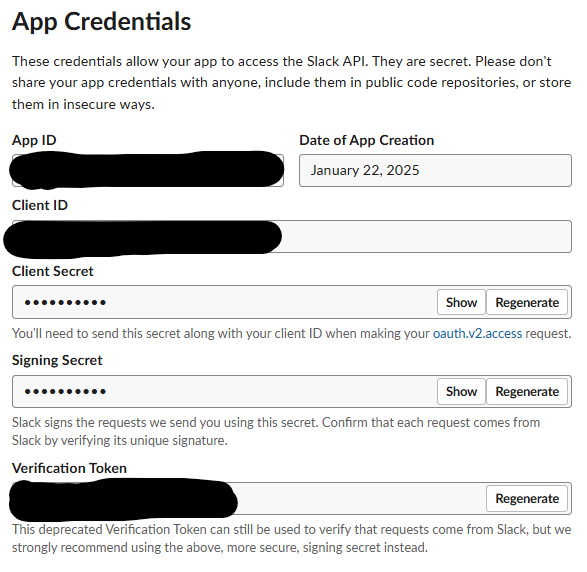 App Credentials
These credentials allow your app to access the Slack API. They are secret. Please don't
share your app credentials with anyone, include them in public code repositories, or store
them in insecure ways.
App ID
Date of App Creation
January 22, 2025
Client ID
Client Secret
••••••••••
Show
Regenerate
You'll need to send this secret along with your client ID when making your oauth.v2.access request.
Signing Secret
••••••••••
Show
Regenerate
Slack signs the requests we send you using this secret. Confirm that each request comes from
Slack by verifying its unique signature.
Verification Token
Regenerate
This deprecated Verification Token can still be used to verify that requests come from Slack, but we
strongly recommend using the above, more secure, signing secret instead.